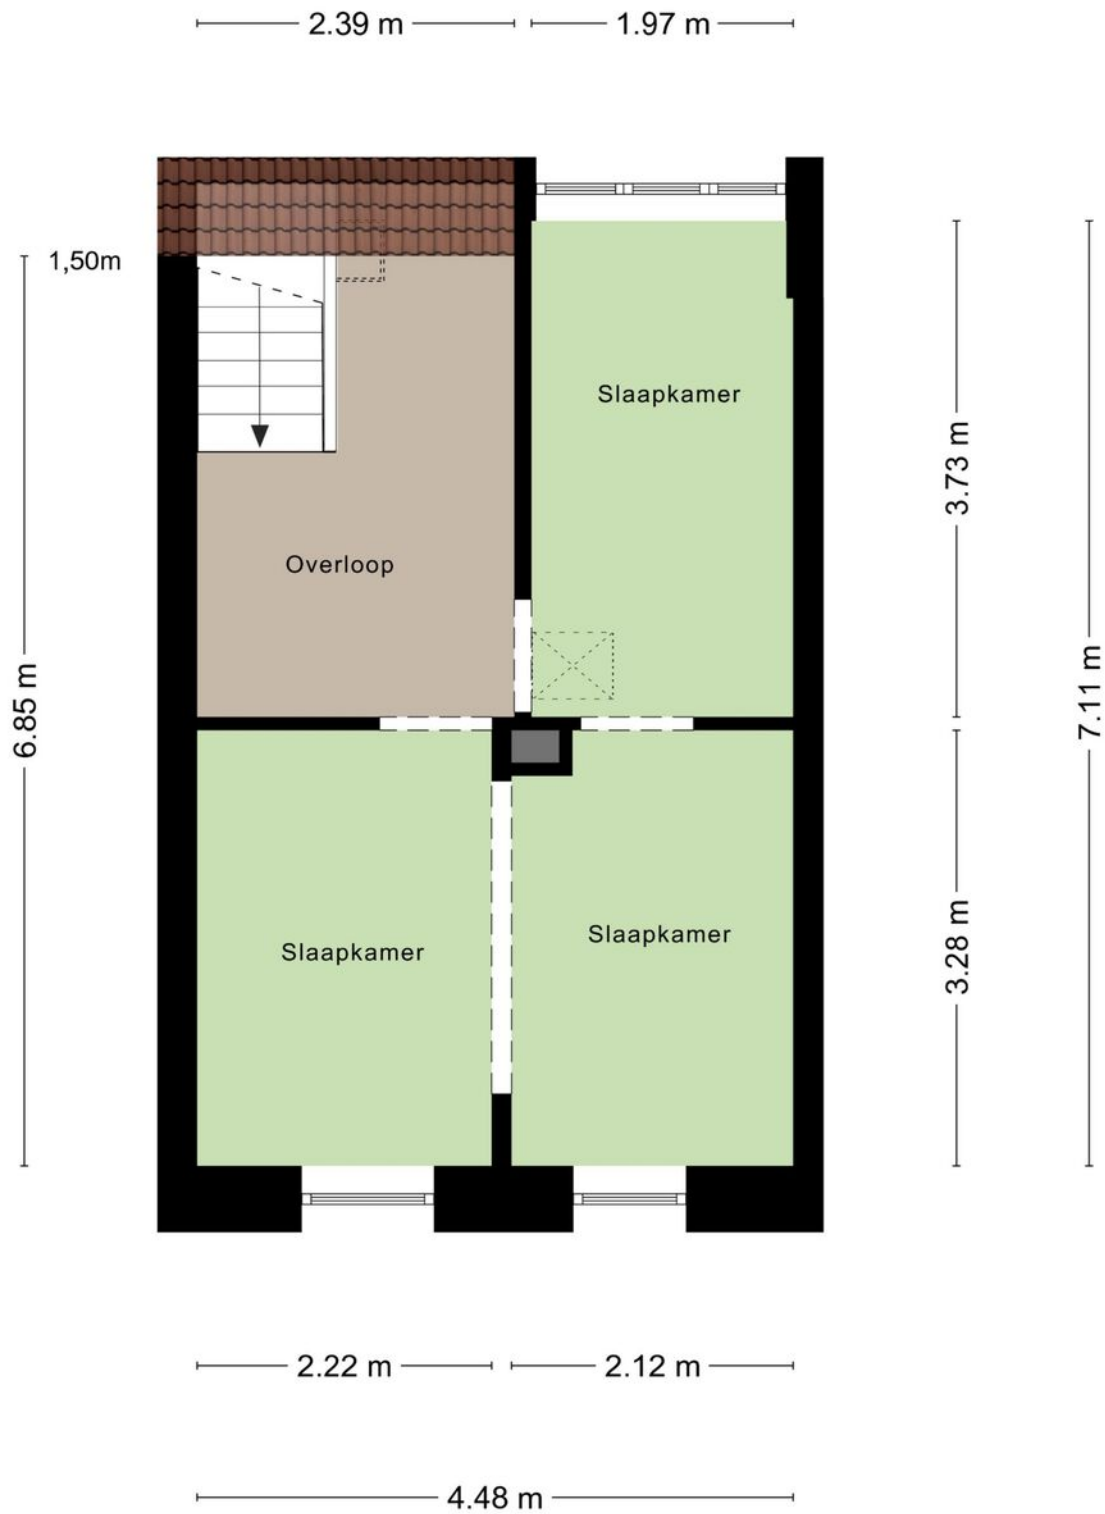 2.39 m
1.97 m
1,50m
Slaapkamer
3.73 m
Overloop
6.85 m
7.11 m
Slaapkamer
Slaapkamer
3.28 m
2.22 m
2.12 m
4.48 m